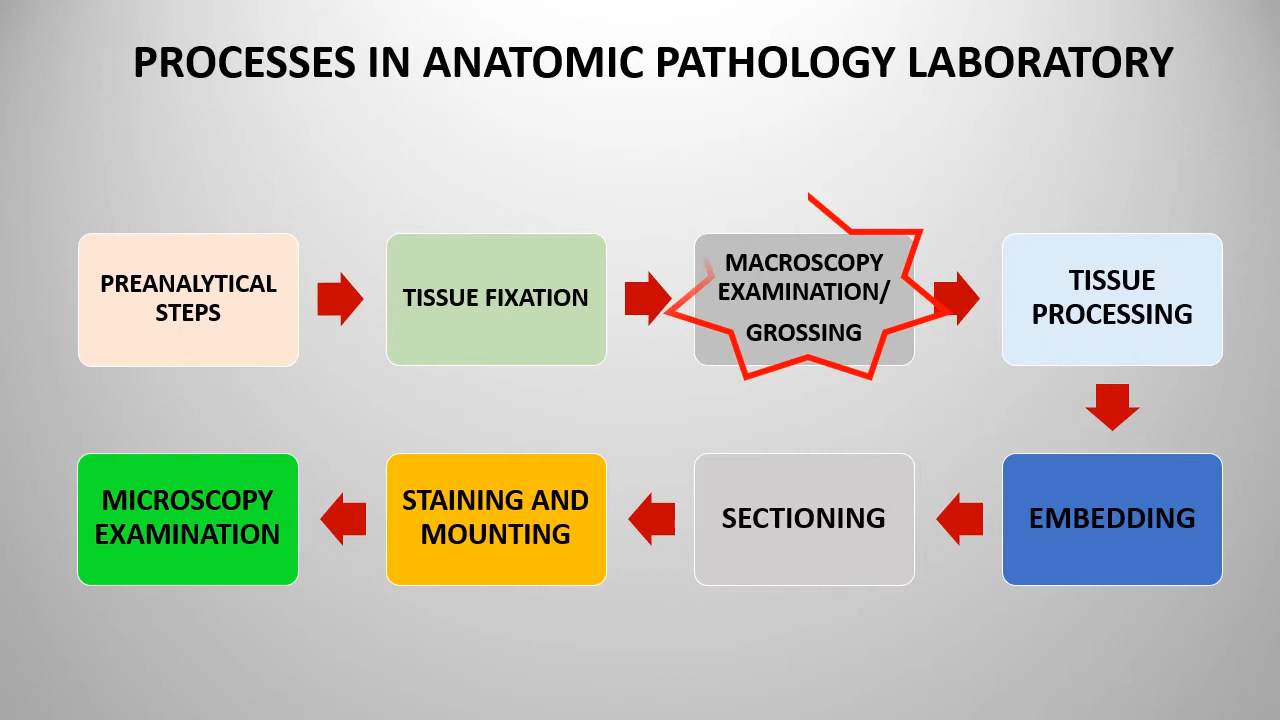 PROCESSES IN ANATOMIC PATHOLOGY LABORATORY
PREANALYTICAL
STEPS
TISSUE FIXATION
MACROSCOPY
EXAMINATION/
GROSSING
TISSUE
PROCESSING
MICROSCOPY
EXAMINATION
STAINING AND
MOUNTING
SECTIONING
EMBEDDING